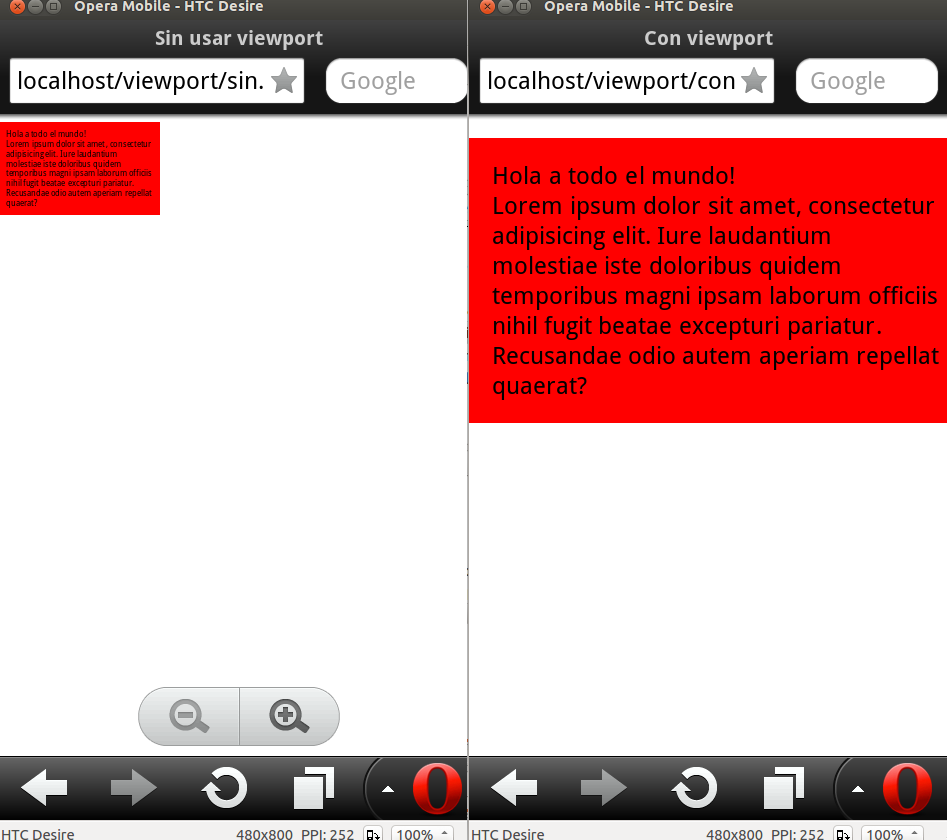 Opera Mobile - HTC Desire
Sin usar viewport
localhost/viewport/sin.
Google
Hola a todo el mundo!
Lorem ipsum dolor sit amet, consectetur
adipisicing elit. Iure laudantium
molestiae iste doloribus quidem
temporibus magni ipsam laborum officiis
nihil fugit beatae excepturi pariatur.
Recusandae odio autem aperiam repellat
quaerat?
HTC Desire
480x800 PPI: 252
100%
Opera Mobile - HTC Desire
Con viewport
localhost/viewport/con
Google
Hola a todo el mundo!
Lorem ipsum dolor sit amet, consectetur
adipisicing elit. Iure laudantium
molestiae iste doloribus quidem
temporibus magni ipsam laborum officiis
nihil fugit beatae excepturi pariatur.
Recusandae odio autem aperiam repellat
quaerat?
HTC Desire
480x800 PPI: 252
100%